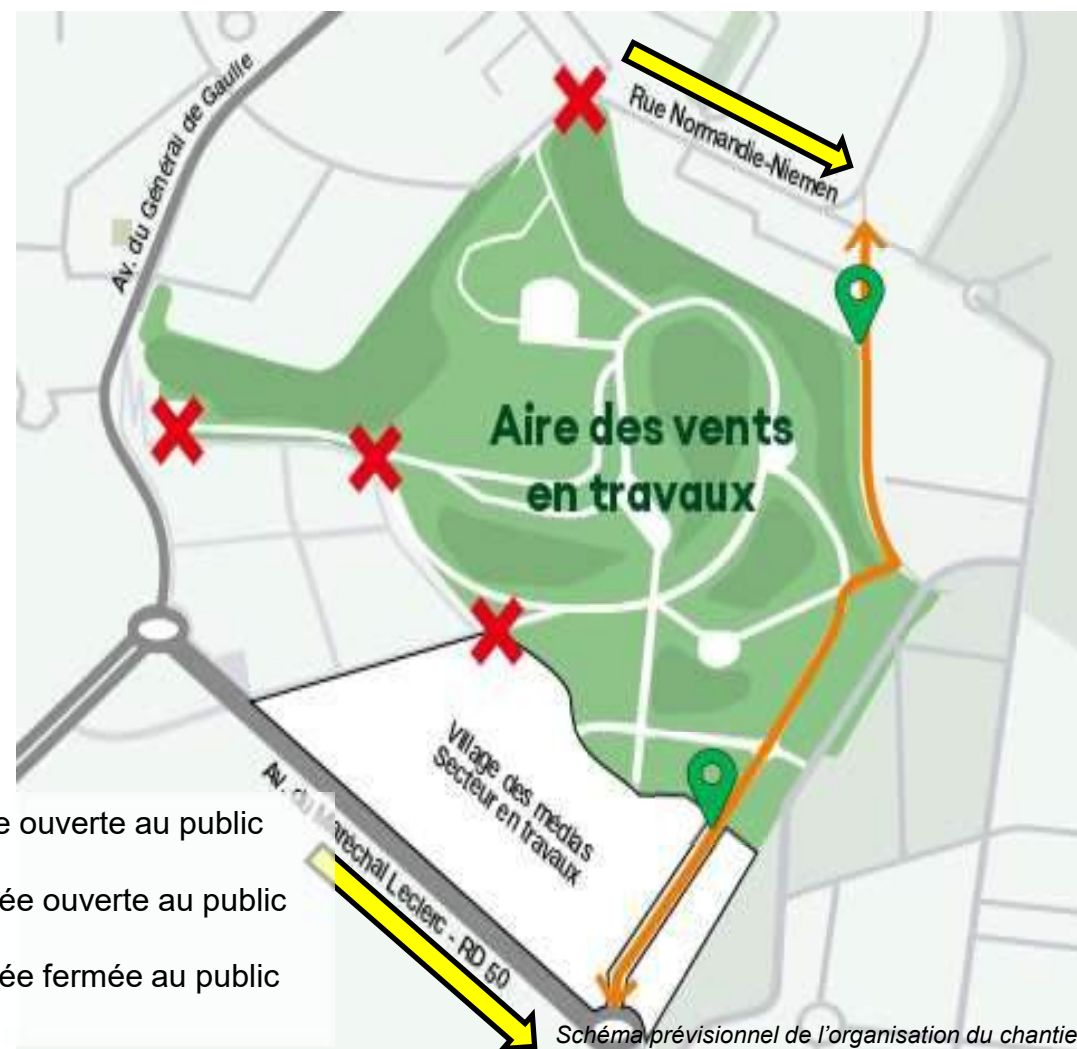 Rue Normandie-Niemen
Av. du Général de Gaulle
Aire des vents
en travaux
Village des médias
Secteur en travaux
Av. du Maréchal Leclerc - RD 50
e ouverte au public
ée ouverte au public
ée fermée au public
Schéma prévisionnel de l'organisation du chantie